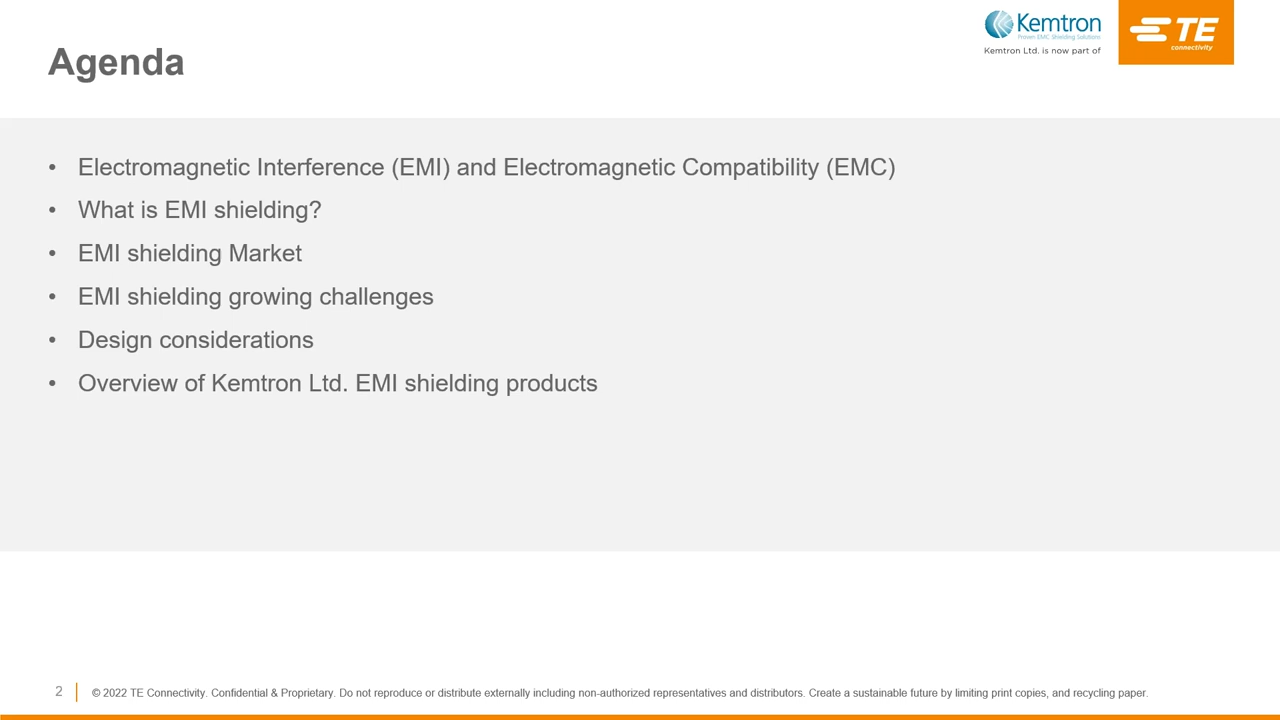 Agenda
Kemtron
Proven EMC Shielding Solutions
Kemtron Ltd. is now part of
TE
connectivity
• Electromagnetic Interference (EMI) and Electromagnetic Compatibility (EMC)
• What is EMI shielding?
• EMI shielding Market
• EMI shielding growing challenges
• Design considerations
• Overview of Kemtron Ltd. EMI shielding products
2
© 2022 TE Connectivity. Confidential & Proprietary. Do not reproduce or distribute externally including non-authorized representatives and distributors. Create a sustainable future by limiting print copies, and recycling paper.